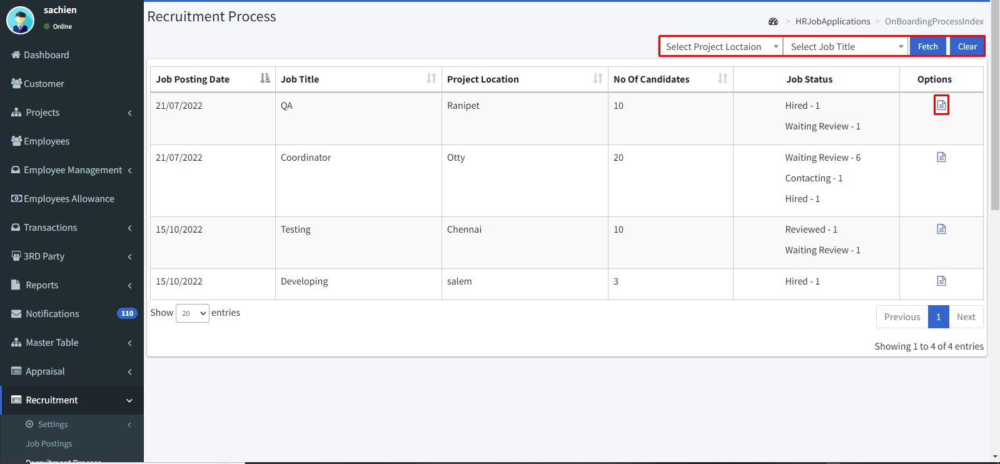 sachien
Online
Dashboard
Customer
Projects
Employees
Employee Management
Employees Allowance
Transactions
3RD Party
Reports
Notifications 110
Master Table
Appraisal
Recruitment
Settings
Job Postings
Recruitment Process
Recruitment Process
> HRJobApplications > OnBoardingProcessIndex
Select Project Loctaion Select Job Title Fetch Clear
Job Posting Date Job Title Project Location No Of Candidates Job Status Options
21/07/2022 QA Ranipet 10 Hired - 1
Waiting Review - 1
21/07/2022 Coordinator Otty 20 Waiting Review - 6
Contacting - 1
Hired - 1
15/10/2022 Testing Chennai 10 Reviewed - 1
Waiting Review - 1
15/10/2022 Developing salem 3 Hired - 1
Show 20 entries
Previous 1 Next
Showing 1 to 4 of 4 entries